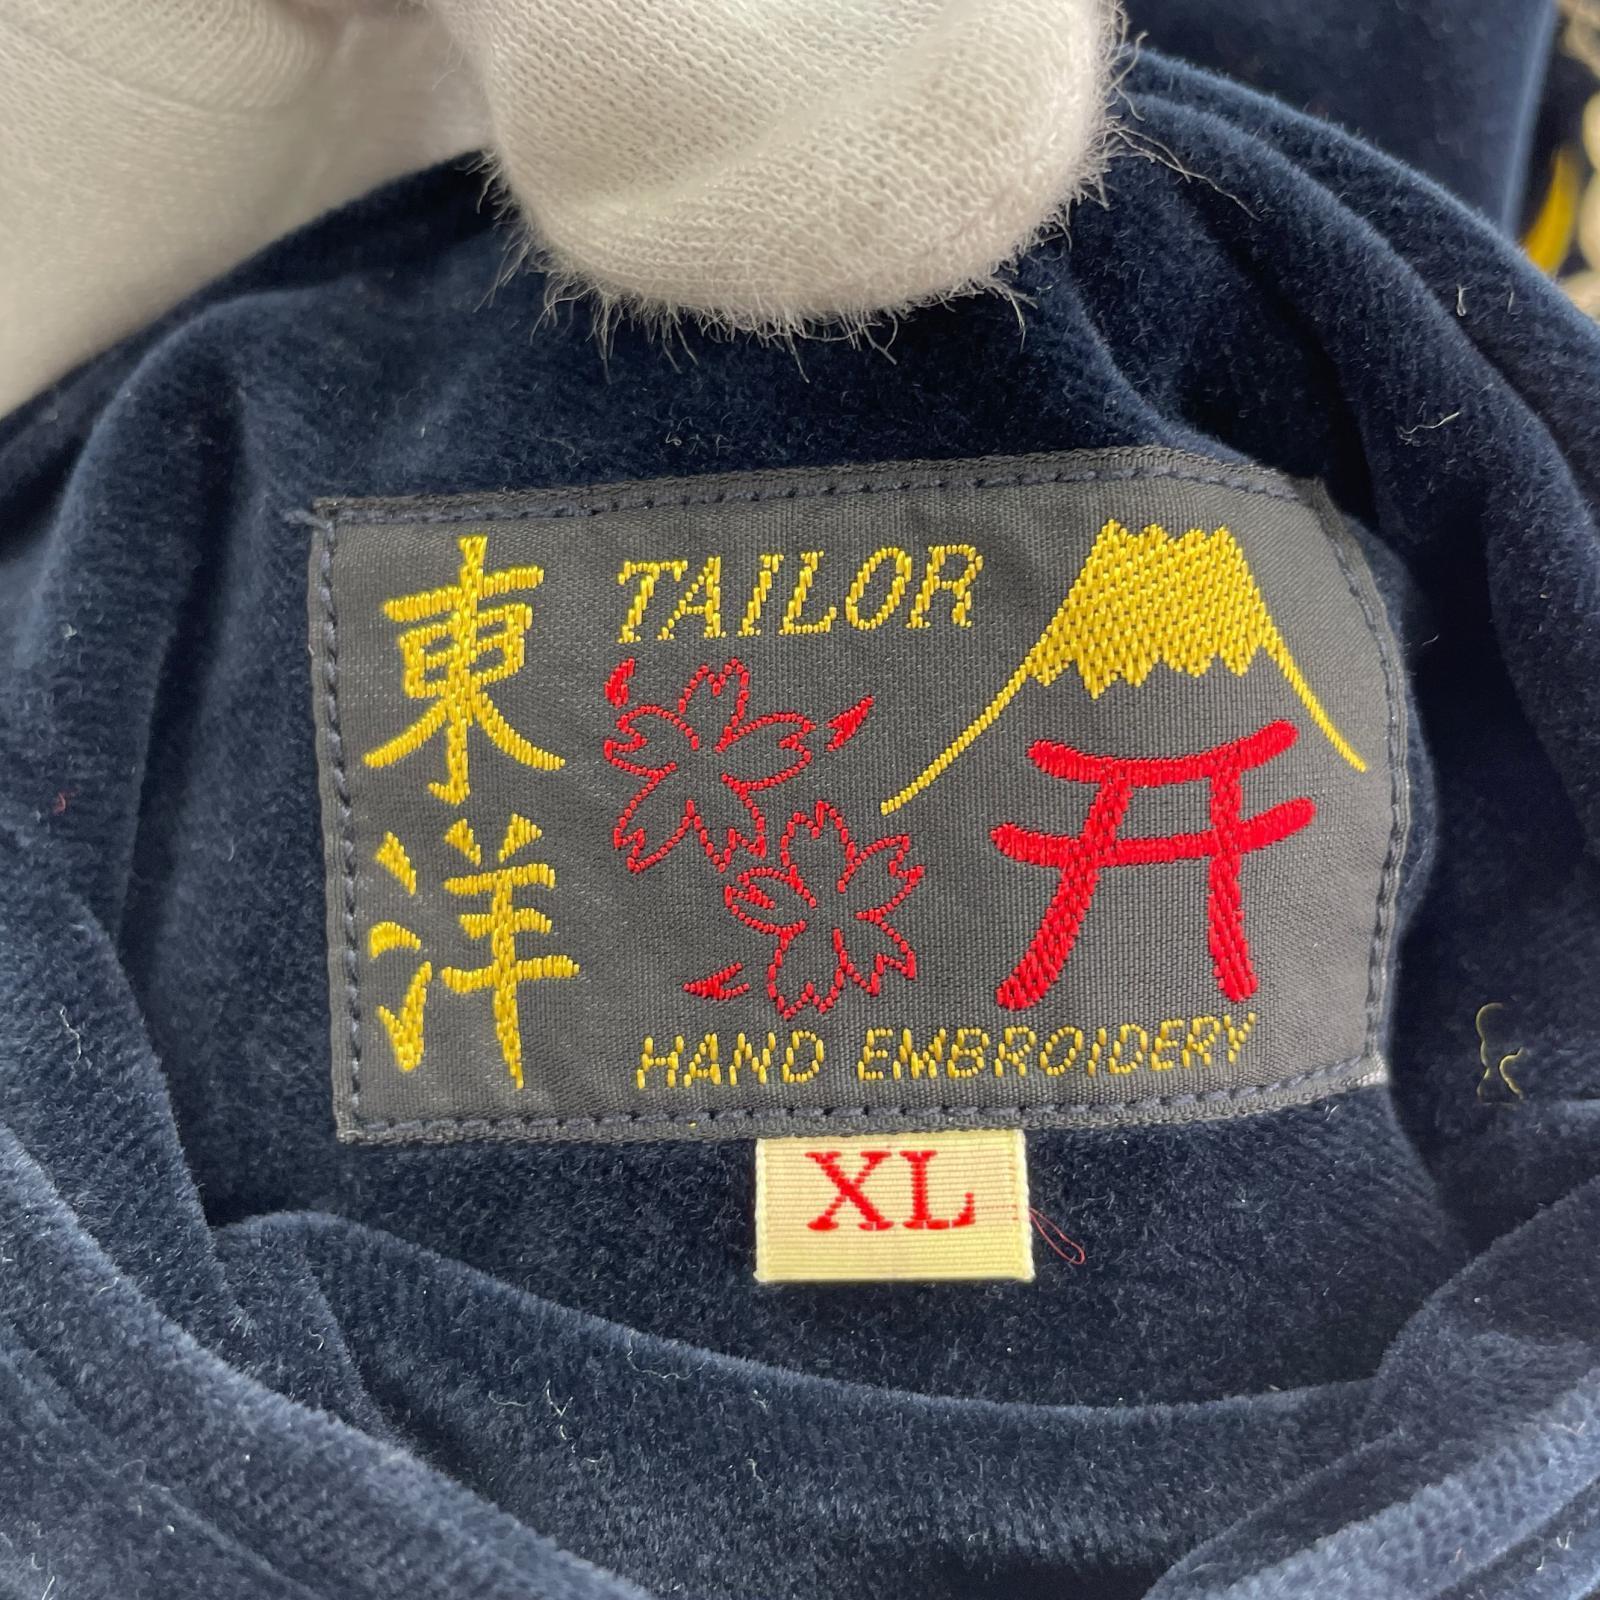 東洋
TAILOR
HAND EMBROIDERY
XL